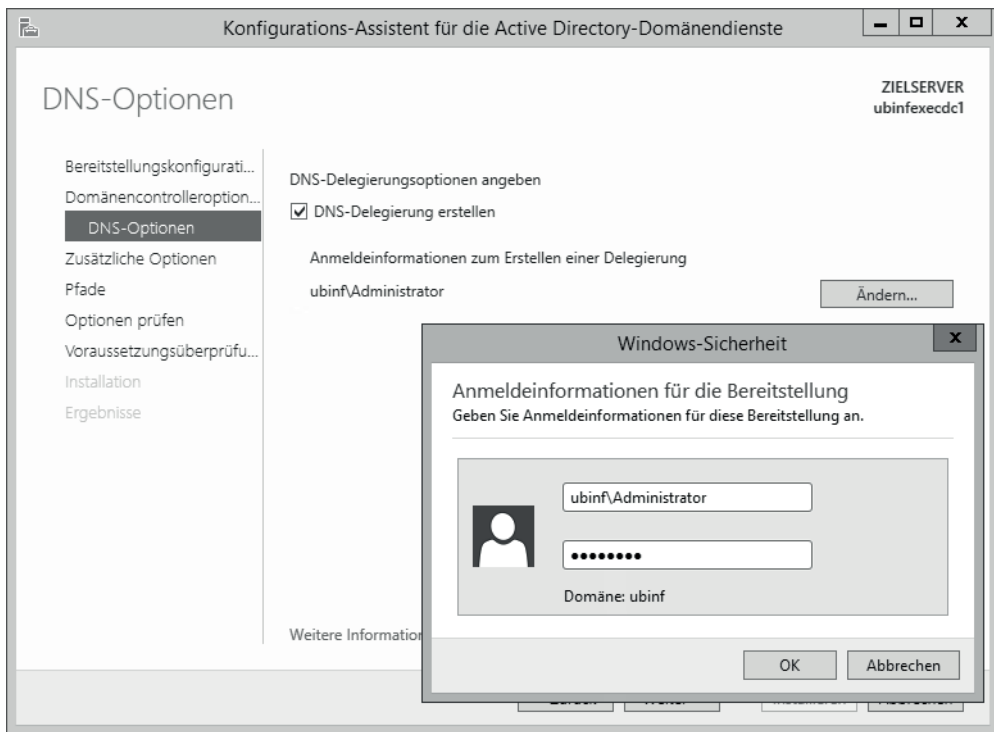 Konfigurations-Assistent für die Active Directory-Domänendienste
DNS-Optionen
ZIELSERVER
ubinfexecdc1
Bereitstellungskonfigurati...
Domänencontrolleroption...
DNS-Optionen
Zusätzliche Optionen
Pfade
Optionen prüfen
Voraussetzungsüberprüfu...
Installation
Ergebnisse
DNS-Delegierungsoptionen angeben
DNS-Delegierung erstellen
Anmeldeinformationen zum Erstellen einer Delegierung
ubinf\Administrator
Ändern...
Weitere Information
Windows-Sicherheit
Anmeldeinformationen für die Bereitstellung
Geben Sie Anmeldeinformationen für diese Bereitstellung an.
ubinf\Administrator
●●●●●●●●
Domäne: ubinf
OK
Abbrechen